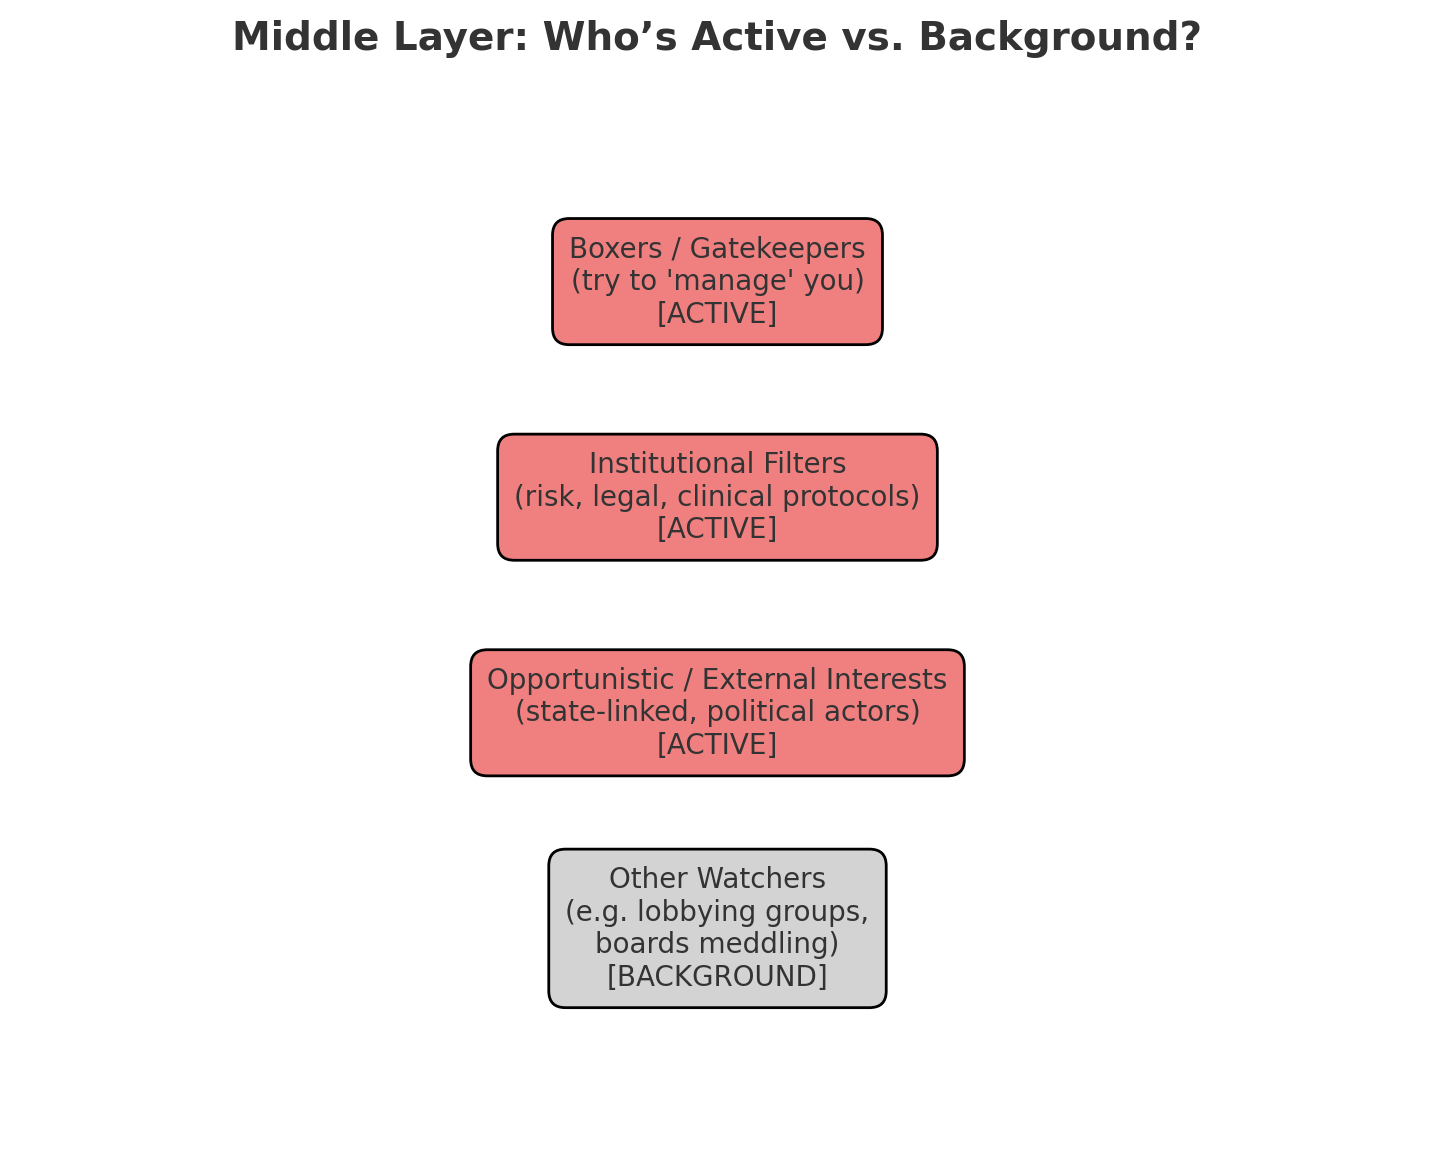 Middle Layer: Who’s Active vs. Background?
Boxers / Gatekeepers
(try to 'manage' you)
[ACTIVE]
Institutional Filters
(risk, legal, clinical protocols)
[ACTIVE]
Opportunistic / External Interests
(state-linked, political actors)
[ACTIVE]
Other Watchers
(e.g. lobbying groups,
boards meddling)
[BACKGROUND]